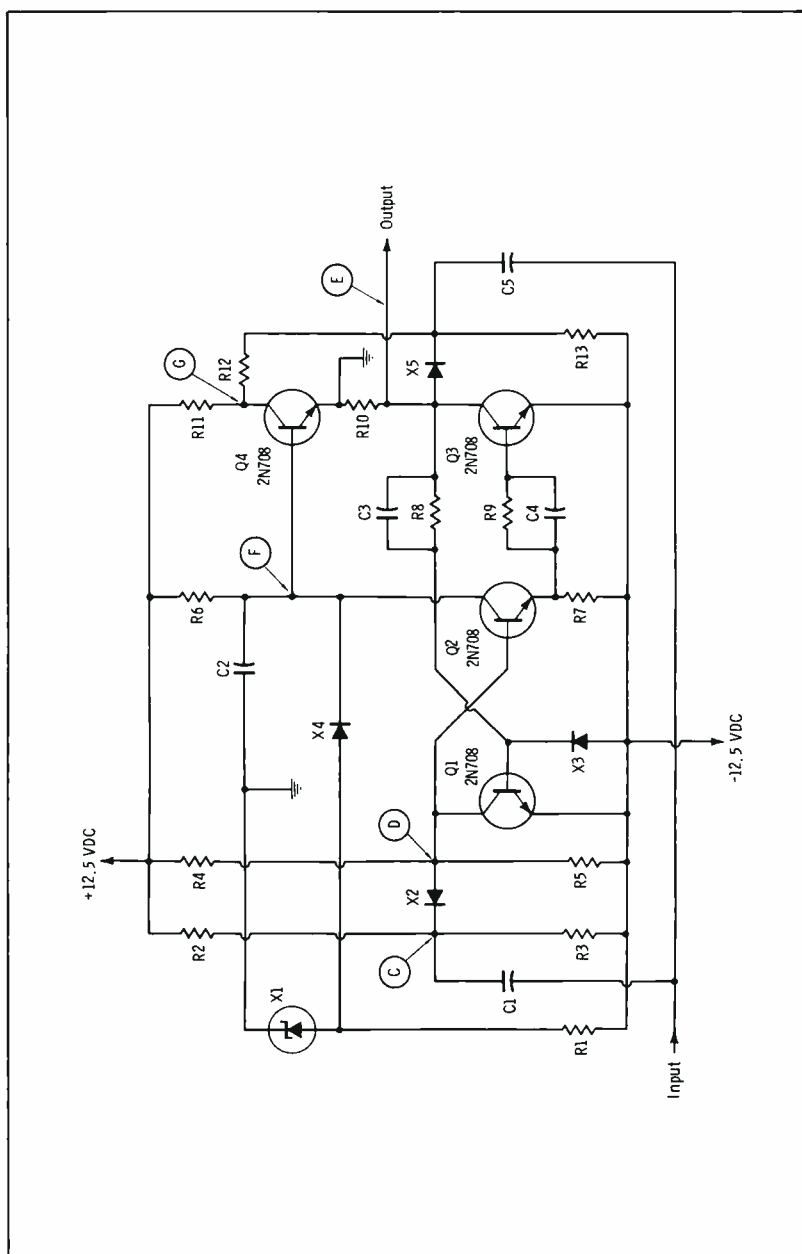 +12.5 VDC
R2
R4
R6
R11
G
R12
C2
F
Q4
2N708
X1
X4
R10
E
Output
C3
R8
X5
C
X2
D
Q1
2N708
Q2
2N708
R9
C4
Q3
2N708
C5
C1
X3
R1
R3
R5
R7
R13
Input
-12.5 VDC